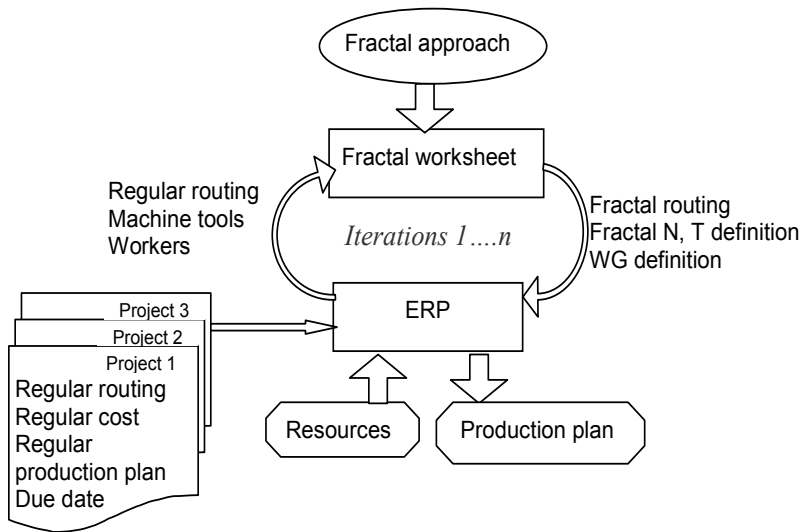 Fractal approach
Fractal worksheet
Regular routing
Machine tools
Workers
Iterations 1....n
Fractal routing
Fractal N, T definition
WG definition
ERP
Project 3
Project 2
Project 1
Regular routing
Regular cost
Regular
production plan
Due date
Resources
Production plan